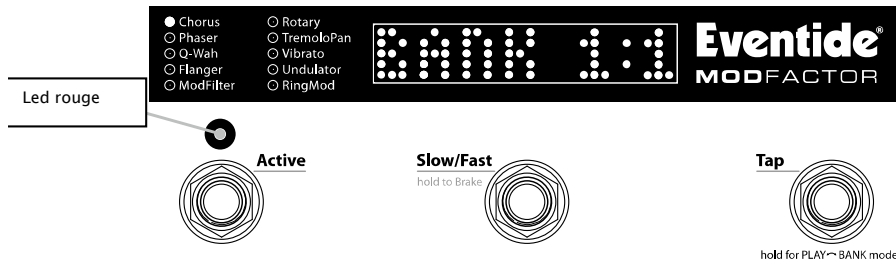 Chorus
Phaser
Q-Wah
Flanger
ModFilter
Rotary
TremoloPan
Vibrato
Undulator
RingMod
BANK 1:1
Eventide®
MODFACTOR
Led rouge
Active
Slow/Fast
hold to Brake
Tap
hold for PLAY⤺BANK mode